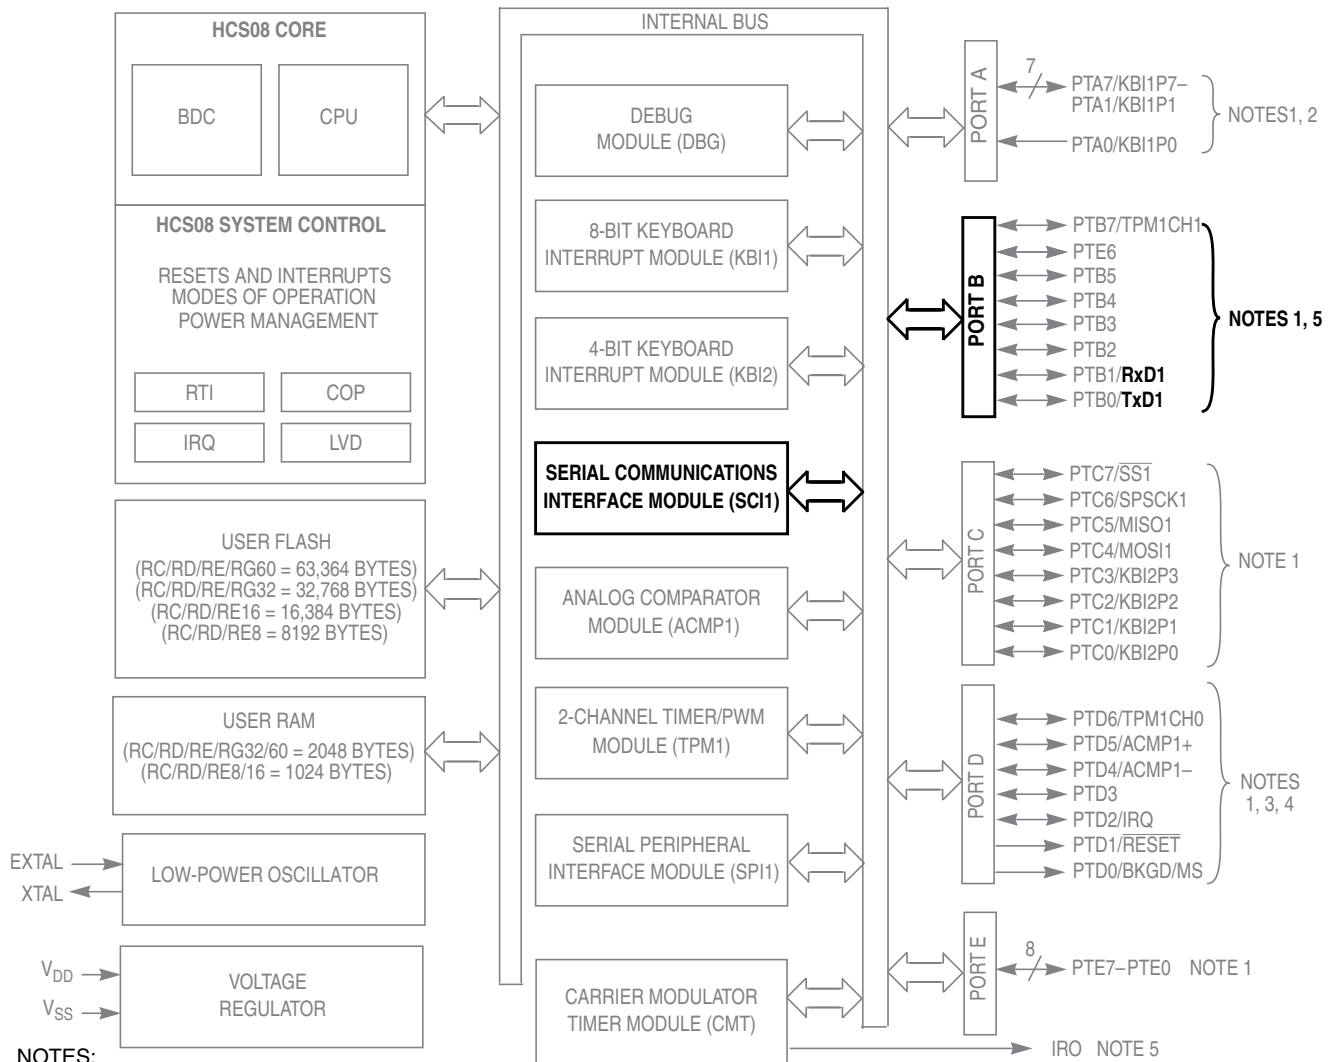 HCS08 CORE
BDC
CPU
HCS08 SYSTEM CONTROL
RESETS AND INTERRUPTS
MODES OF OPERATION
POWER MANAGEMENT
RTI
COP
IRQ
LVD
USER FLASH
(RC/RD/RE/RG60 = 63,364 BYTES)
(RC/RD/RE/RG32 = 32,768 BYTES)
(RC/RD/RE16 = 16,384 BYTES)
(RC/RD/RE8 = 8192 BYTES)
USER RAM
(RC/RD/RE/RG32/60 = 2048 BYTES)
(RC/RD/RE8/16 = 1024 BYTES)
EXTAL
XTAL
LOW-POWER OSCILLATOR
VDD
VSS
VOLTAGE
REGULATOR
NOTES:
INTERNAL BUS
DEBUG
MODULE (DBG)
8-BIT KEYBOARD
INTERRUPT MODULE (KBI1)
4-BIT KEYBOARD
INTERRUPT MODULE (KBI2)
SERIAL COMMUNICATIONS
INTERFACE MODULE (SCI1)
ANALOG COMPARATOR
MODULE (ACMP1)
2-CHANNEL TIMER/PWM
MODULE (TPM1)
SERIAL PERIPHERAL
INTERFACE MODULE (SPI1)
CARRIER MODULATOR
TIMER MODULE (CMT)
PORT A
7
PTA7/KBI1P7–
PTA1/KBI1P1
PTA0/KBI1P0
NOTES1, 2
PORT B
PTB7/TPM1CH1
PTE6
PTB5
PTB4
PTB3
PTB2
PTB1/RxD1
PTB0/TxD1
NOTES 1, 5
PORT C
PTC7/SS1
PTC6/SPSCK1
PTC5/MISO1
PTC4/MOSI1
PTC3/KBI2P3
PTC2/KBI2P2
PTC1/KBI2P1
PTC0/KBI2P0
NOTE 1
PORT D
PTD6/TPM1CH0
PTD5/ACMP1+
PTD4/ACMP1–
PTD3
PTD2/IRQ
PTD1/RESET
PTD0/BKGD/MS
NOTES
1, 3, 4
PORT E
8
PTE7–PTE0 NOTE 1
IRO NOTE 5